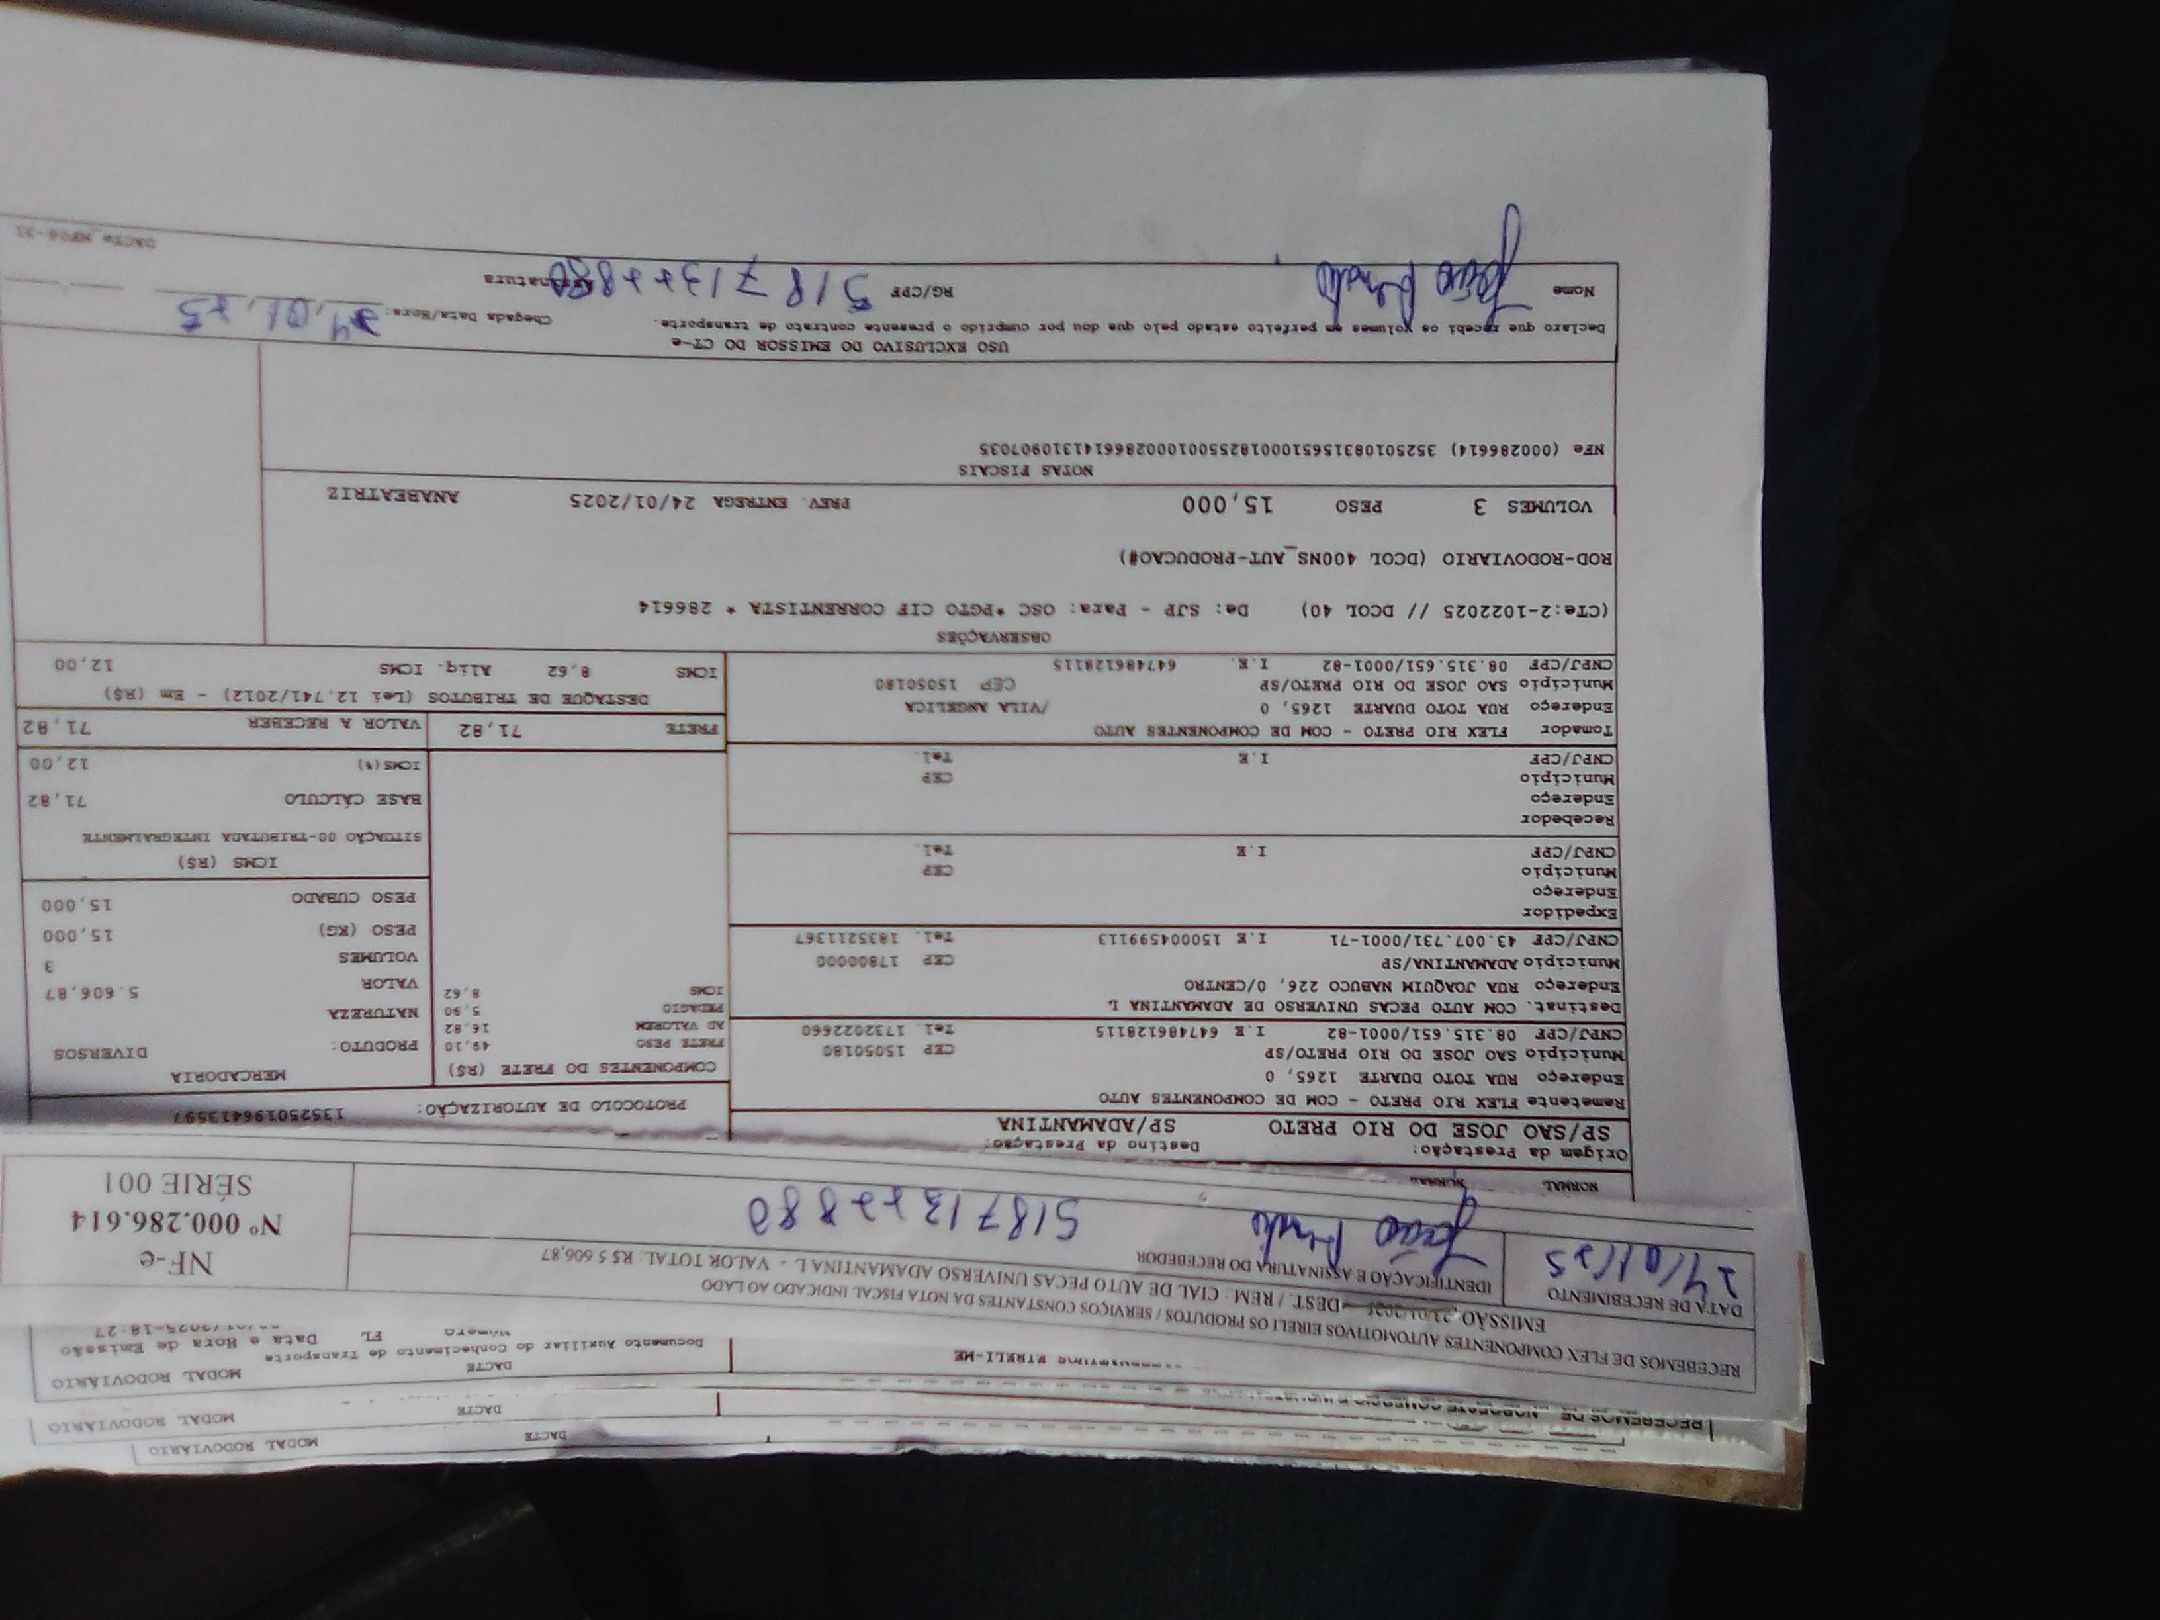 MODAL RODOVIÁRIO
DACTE
MODAL RODOVIÁRIO
DACTE
MODAL RODOVIÁRIO
DACTE
Documento Auxiliar do Conhecimento de Transporte
Número FL Data e Hora de Emissão
EIRELI-ME
RECEBEMOS DE FLEX COMPONENTES AUTOMOTIVOS EIRELI OS PRODUTOS / SERVIÇOS CONSTANTES DA NOTA FISCAL INDICADO AO LADO
EMISSÃO: DEST. / REM : CIAL DE AUTO PECAS UNIVERSO ADAMANTINA L - VALOR TOTAL: R$ 5 606,87
DATA DE RECEBIMENTO
IDENTIFICAÇÃO E ASSINATURA DO RECEBEDOR
24/01/25
João
NF-e
Nº 000.286.614
SÉRIE 001
NORMAL NORMAL
Origem da Prestação: Destino da Prestação:
SP/SAO JOSE DO RIO PRETO SP/ADAMANTINA
PROTOCOLO DE AUTORIZAÇÃO: 135250196413597
Remetente FLEX RIO PRETO - COM DE COMPONENTES AUTO
Endereço RUA TOTO DUARTE 1265, 0
Município SAO JOSE DO RIO PRETO/SP CEP 15050180
CNPJ/CPF 08.315.651/0001-82 I.E 647486128115 Tel. 1732022660
Destinat. COM AUTO PECAS UNIVERSO DE ADAMANTINA L
Endereço RUA JOAQUIM NABUCO 226, 0/CENTRO
Município ADAMANTINA/SP CEP 17800000
CNPJ/CPF 43.007.731/0001-71 I.E 150004599113 Tel. 1835211367
Expedidor
Endereço
Município CEP
CNPJ/CPF I.E Tel.
Recebedor
Endereço
Município CEP
CNPJ/CPF I.E Tel.
Tomador FLEX RIO PRETO - COM DE COMPONENTES AUTO
Endereço RUA TOTO DUARTE 1265, 0 /VILA ANGELICA
Município SAO JOSE DO RIO PRETO/SP CEP 15050180
CNPJ/CPF 08.315.651/0001-82 I.E. 647486128115
COMPONENTES DO FRETE (R$)
FRETE PESO 49,10
AD VALOREM 16,82
PEDAGIO 5,90
ICMS 8,62
FRETE 71,82
MERCADORIA
PRODUTO: DIVERSOS
NATUREZA
VALOR 5.606,87
VOLUMES 3
PESO (KG) 15,000
PESO CUBADO 15,000
ICMS (R$)
SITUAÇÃO 00-TRIBUTADA INTEGRALMENTE
BASE CÁLCULO 71,82
ICMS(%) 12,00
VALOR A RECEBER 71,82
DESTAQUE DE TRIBUTOS (Lei 12.741/2012) - Em (R$)
ICMS 8,62 Aliq. ICMS 12,00
OBSERVAÇÕES
(CTe:2-1022025 // DCOL 40) De: SJP - Para: OSC *PGTO CIF CORRENTISTA * 286614
ROD-RODOVIARIO (DCOL 400NS_AUT-PRODUCAO#)
VOLUMES 3 PESO 15,000 PREV. ENTREGA 24/01/2025 ANABEATRIZ
NOTAS FISCAIS
NFe (000286614) 35250108315651000182550010002866141310907035
USO EXCLUSIVO DO EMISSOR DO CT-e
Declaro que recebi os volumes em perfeito estado pelo que dou por cumprido o presente contrato de transporte.
Chegada Data/Hora: 24,01,25
Nome João
RG/CPF
Assinatura